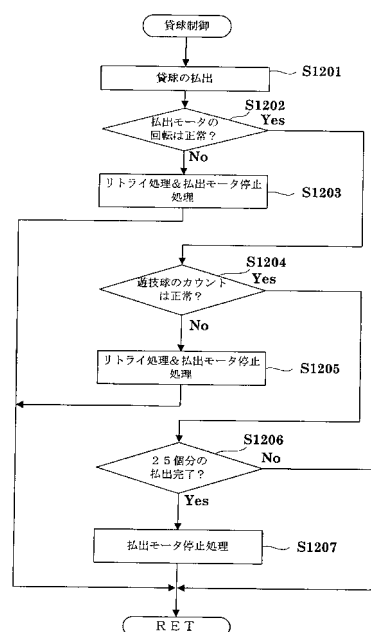 貸球制御
貸球の払出
S1201
払出モータの
回転は正常？
S1202
Yes
No
リトライ処理＆払出モータ停止
処理
S1203
遊技球のカウント
は正常？
S1204
Yes
No
リトライ処理＆払出モータ停止
処理
S1205
２５個分の
払出完了？
S1206
No
Yes
払出モータ停止処理
S1207
ＲＥＴ